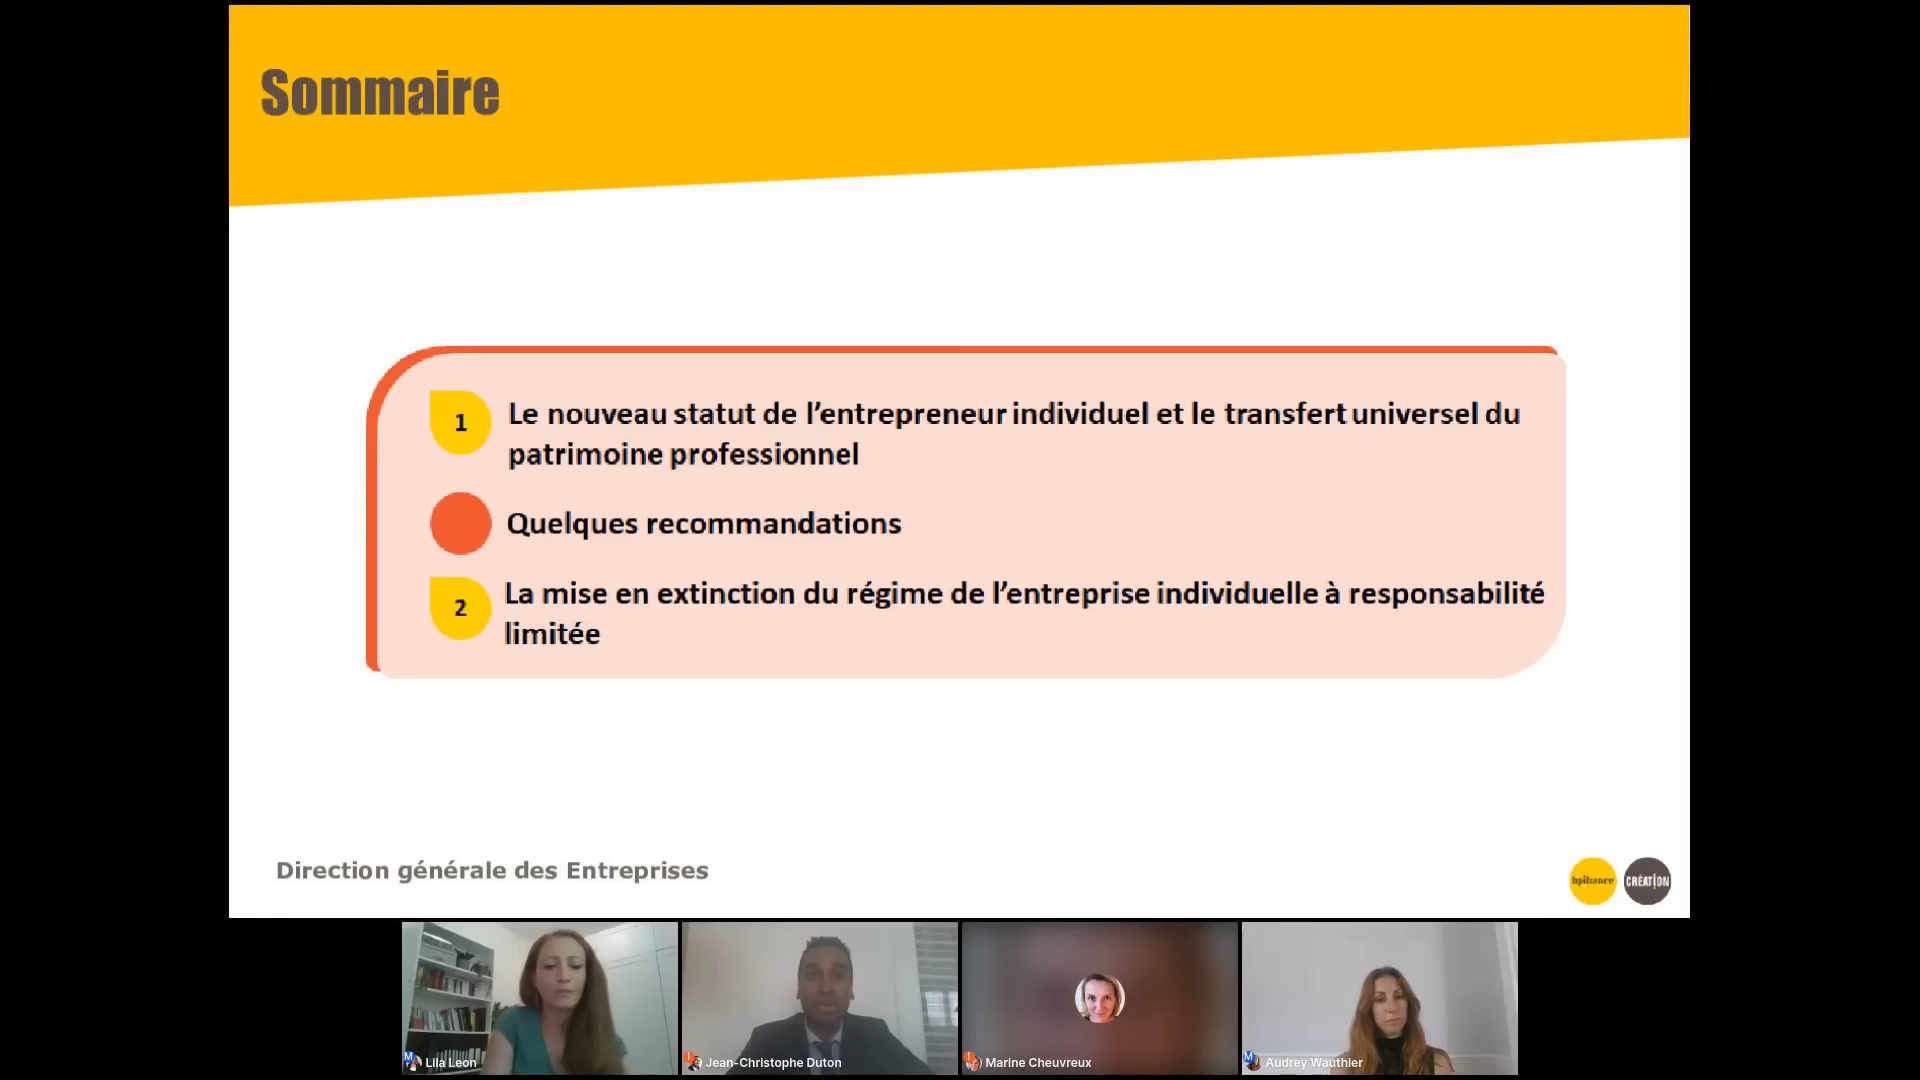 Sommaire
1
Le nouveau statut de l’entrepreneur individuel et le transfert universel du
patrimoine professionnel
Quelques recommandations
2
La mise en extinction du régime de l’entreprise individuelle à responsabilité
limitée
Direction générale des Entreprises
bpifrance
CRÉATION
M
Lila Leon
I
Jean-Christophe Duton
I
Marine Cheuvreux
M
Audrey Wauthier